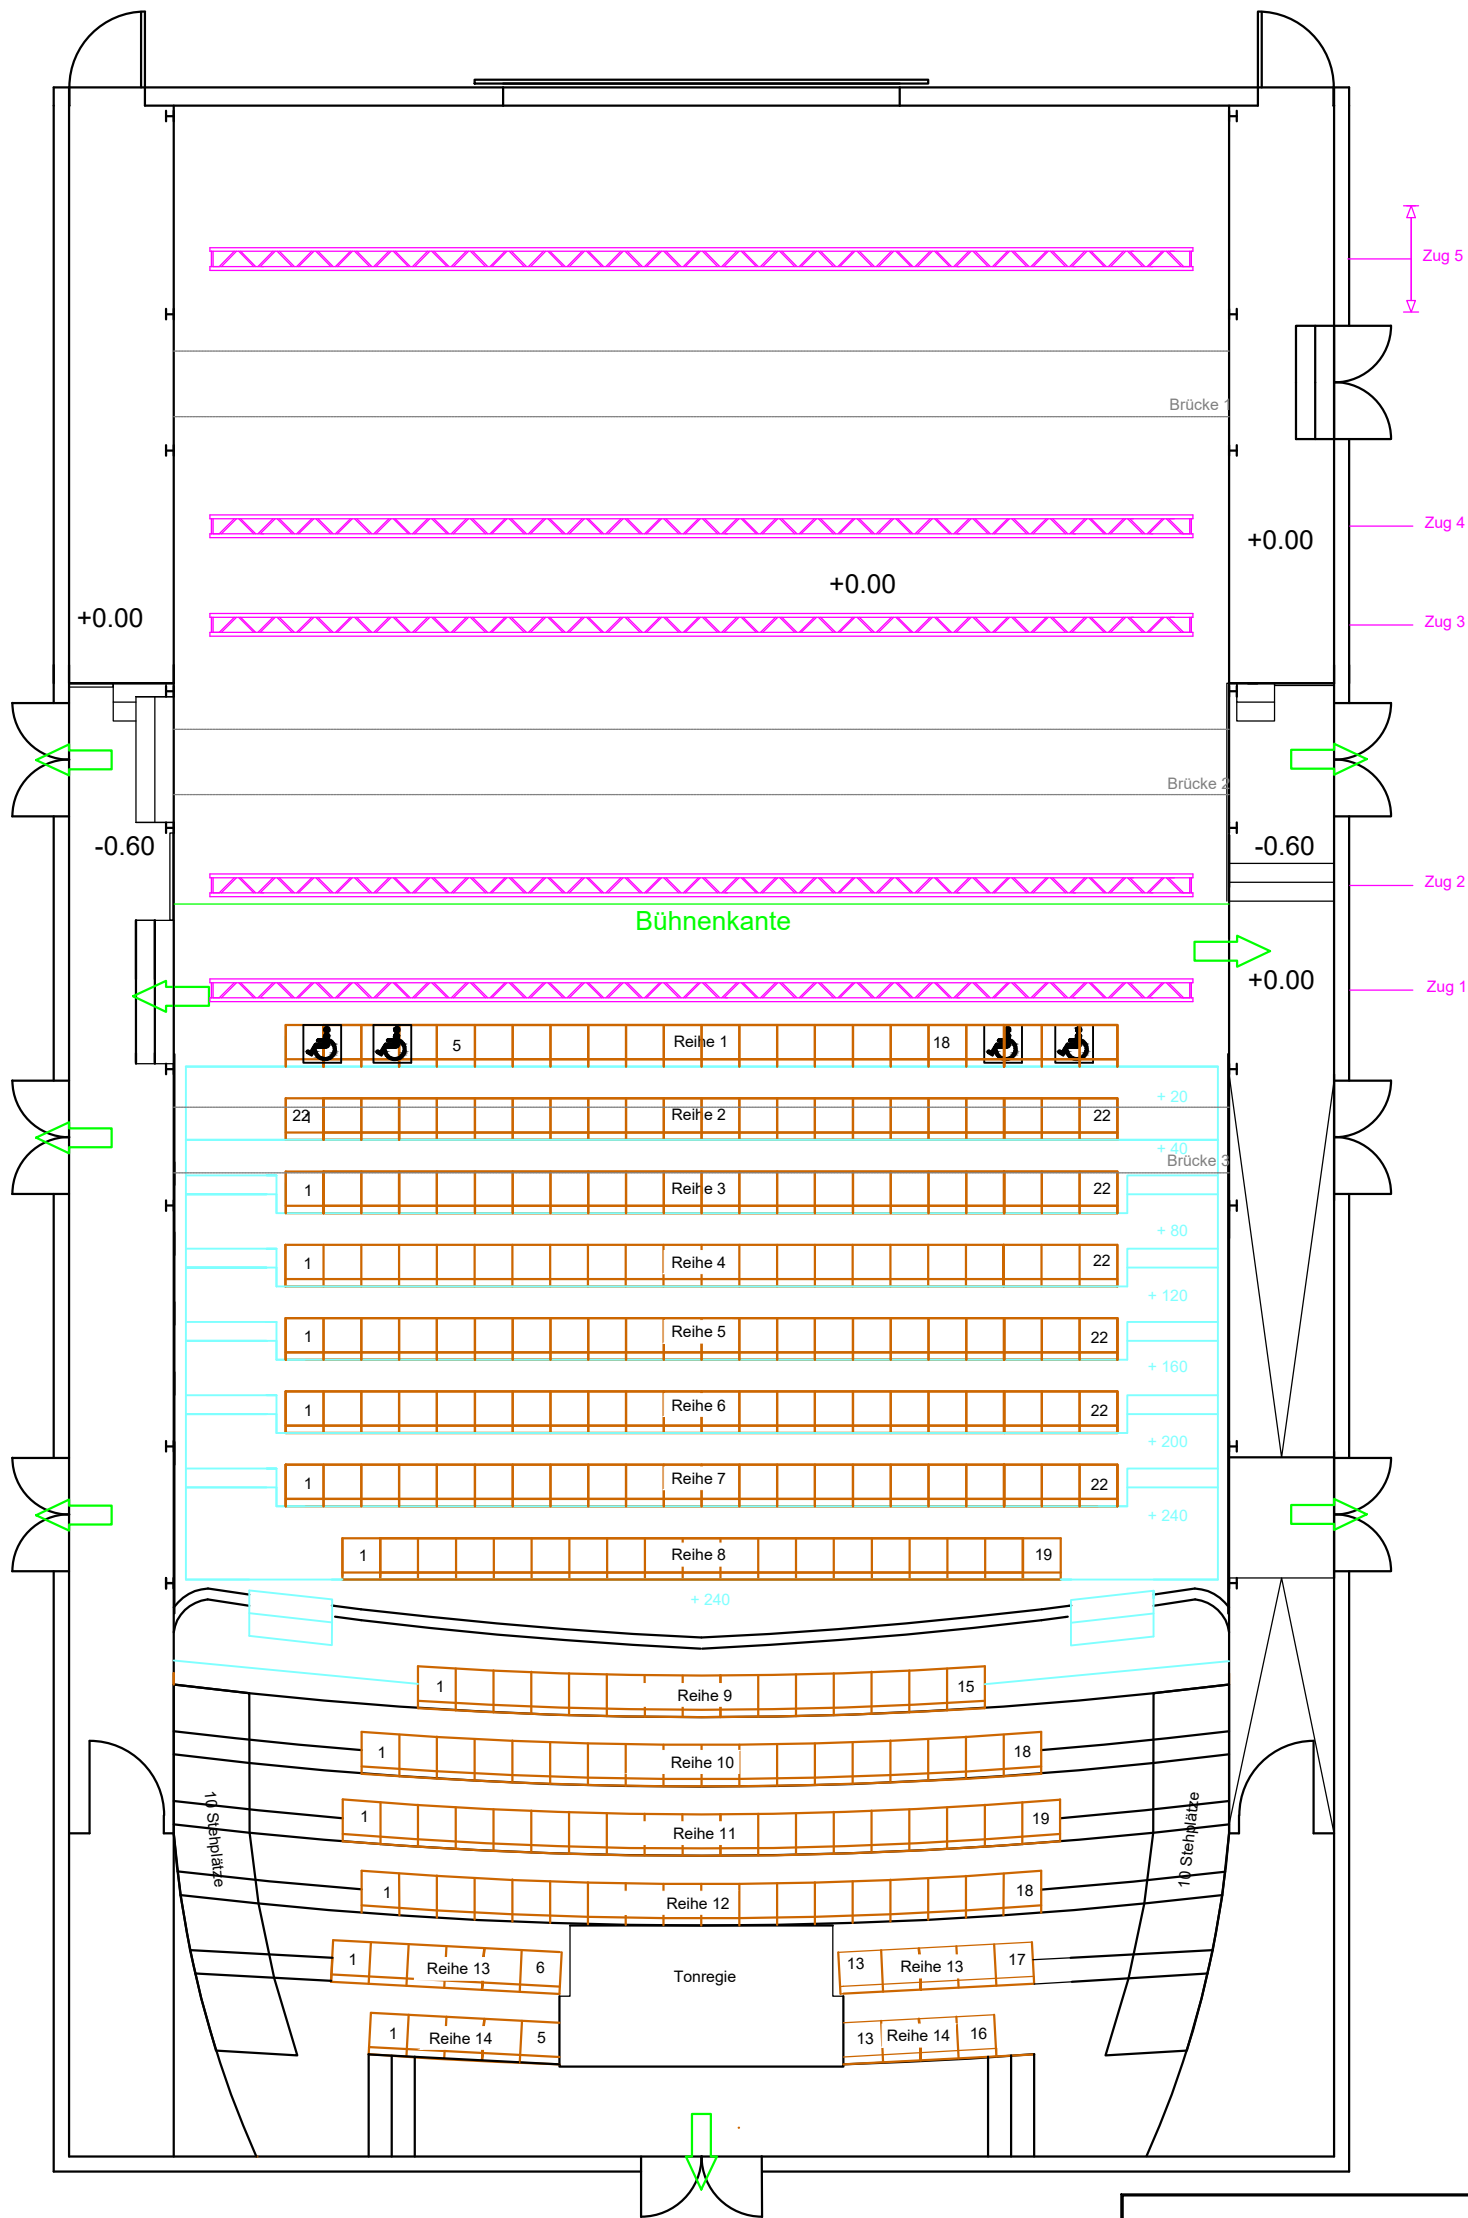 Zug 5
Brücke 1
Zug 4
+0.00
+0.00
+0.00
Zug 3
Brücke 2
-0.60
-0.60
Zug 2
Bühnenkante
+0.00
Zug 1
5 Reihe 1 18
+ 20
22 1 Reihe 2 22
+ 40
Brücke 3
1 Reihe 3 22
+ 80
1 Reihe 4 22
+ 120
1 Reihe 5 22
+ 160
1 Reihe 6 22
+ 200
1 Reihe 7 22
+ 240
1 Reihe 8 19
+ 240
1 Reihe 9 15
1 Reihe 10 18
10 Stehplätze
10 Stehplätze
1 Reihe 11 19
1 Reihe 12 18
1 Reihe 13 6
13 Reihe 13 17
Tonregie
1 Reihe 14 5
13 Reihe 14 16